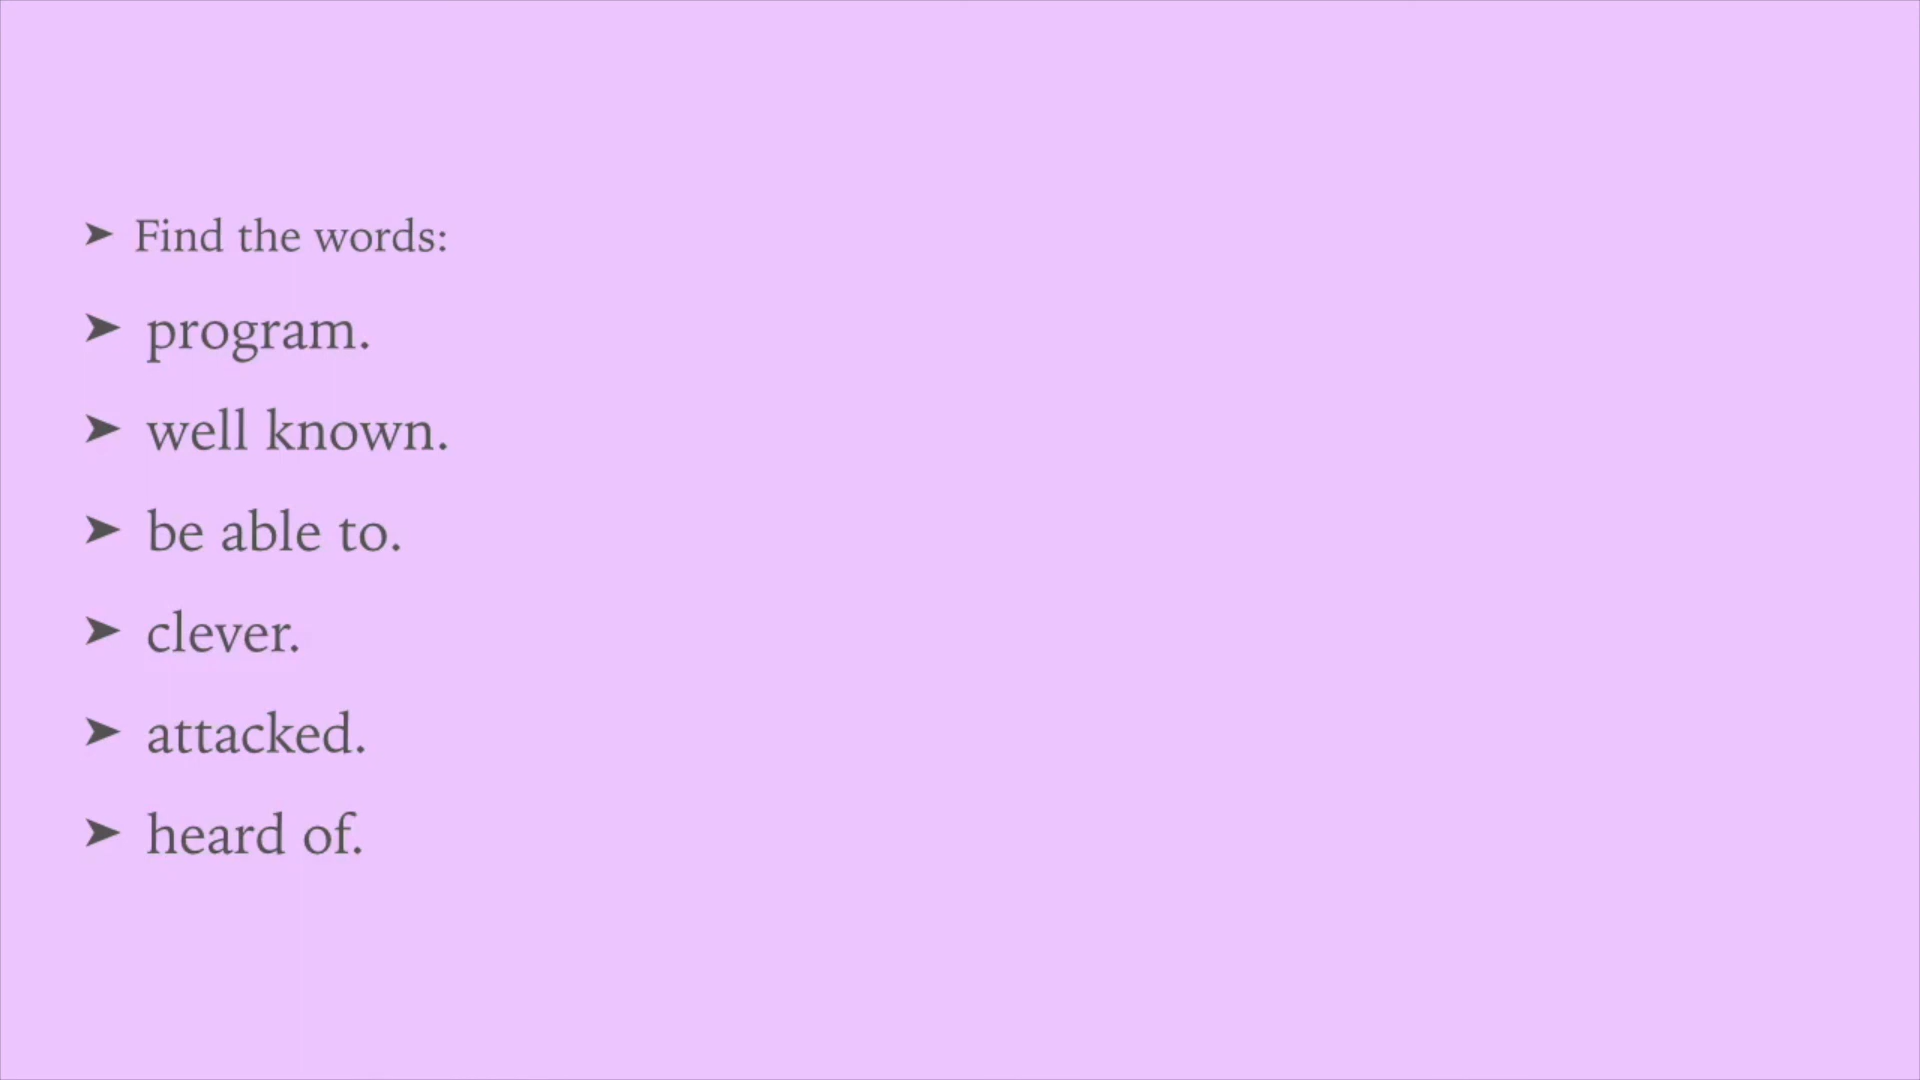 ➤ Find the words:
➤ program.
➤ well known.
➤ be able to.
➤ clever.
➤ attacked.
➤ heard of.